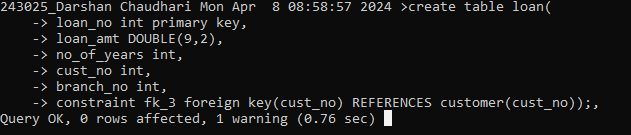 243025_Darshan Chaudhari Mon Apr  8 08:58:57 2024 >create table loan(
    -> loan_no int primary key,
    -> loan_amt DOUBLE(9,2),
    -> no_of_years int,
    -> cust_no int,
    -> branch_no int,
    -> constraint fk_3 foreign key(cust_no) REFERENCES customer(cust_no));,
Query OK, 0 rows affected, 1 warning (0.76 sec)